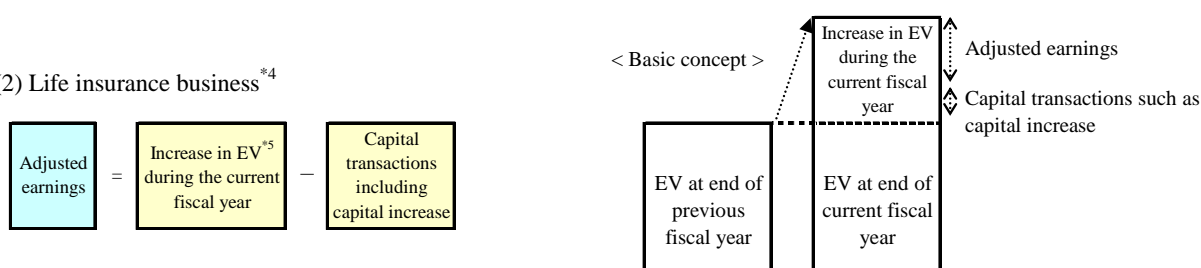 (2) Life insurance business*4
Adjusted
earnings
=
Increase in EV*5
during the current
fiscal year
−
Capital
transactions
including
capital increase
< Basic concept >
EV at end of
previous
fiscal year
Increase in EV
during the
current fiscal
year
EV at end of
current fiscal
year
Adjusted earnings
Capital transactions such as
capital increase